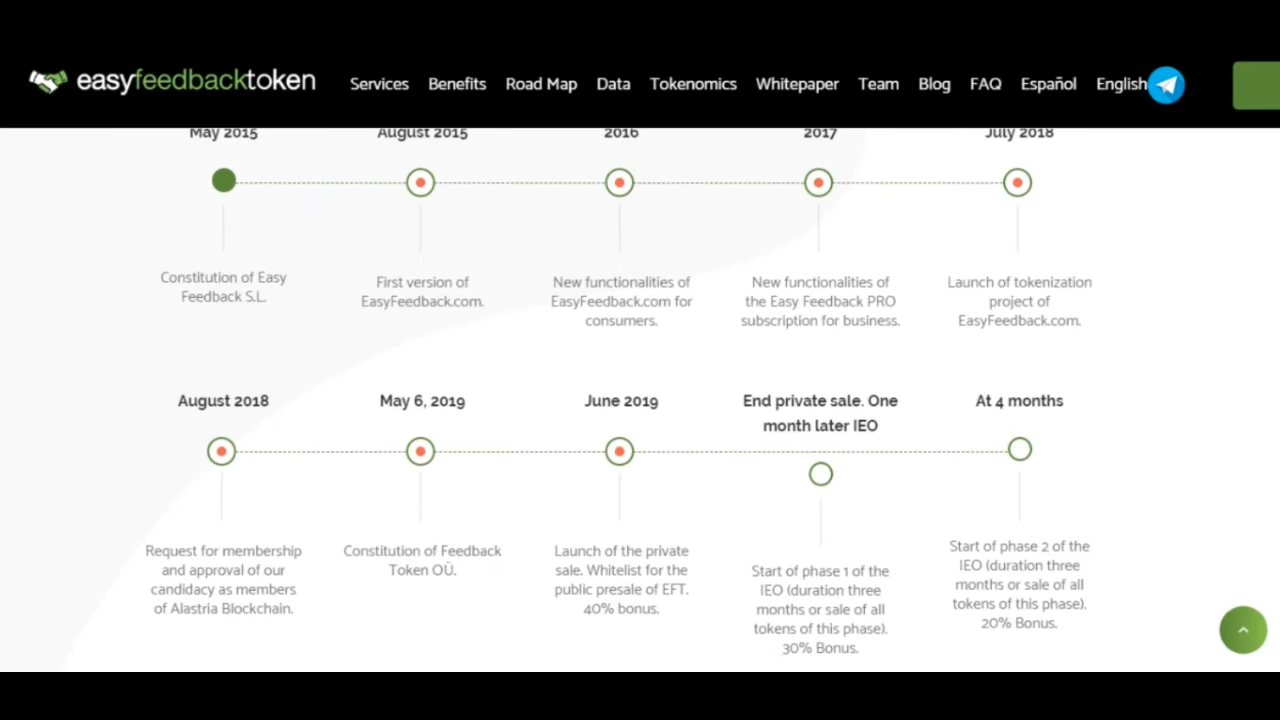 easyfeedbacktoken
Services Benefits Road Map Data Tokenomics Whitepaper Team Blog FAQ Español English
May 2015
August 2015
2016
2017
July 2018
Constitution of Easy
Feedback S.L.
First version of
EasyFeedback.com.
New functionalities of
EasyFeedback.com for
consumers.
New functionalities of
the Easy Feedback PRO
subscription for business.
Launch of tokenization
project of
EasyFeedback.com.
August 2018
May 6, 2019
June 2019
End private sale. One
month later IEO
At 4 months
Request for membership
and approval of our
candidacy as members
of Alastria Blockchain.
Constitution of Feedback
Token OÜ.
Launch of the private
sale. Whitelist for the
public presale of EFT.
40% bonus.
Start of phase 1 of the
IEO (duration three
months or sale of all
tokens of this phase).
30% Bonus.
Start of phase 2 of the
IEO (duration three
months or sale of all
tokens of this phase).
20% Bonus.